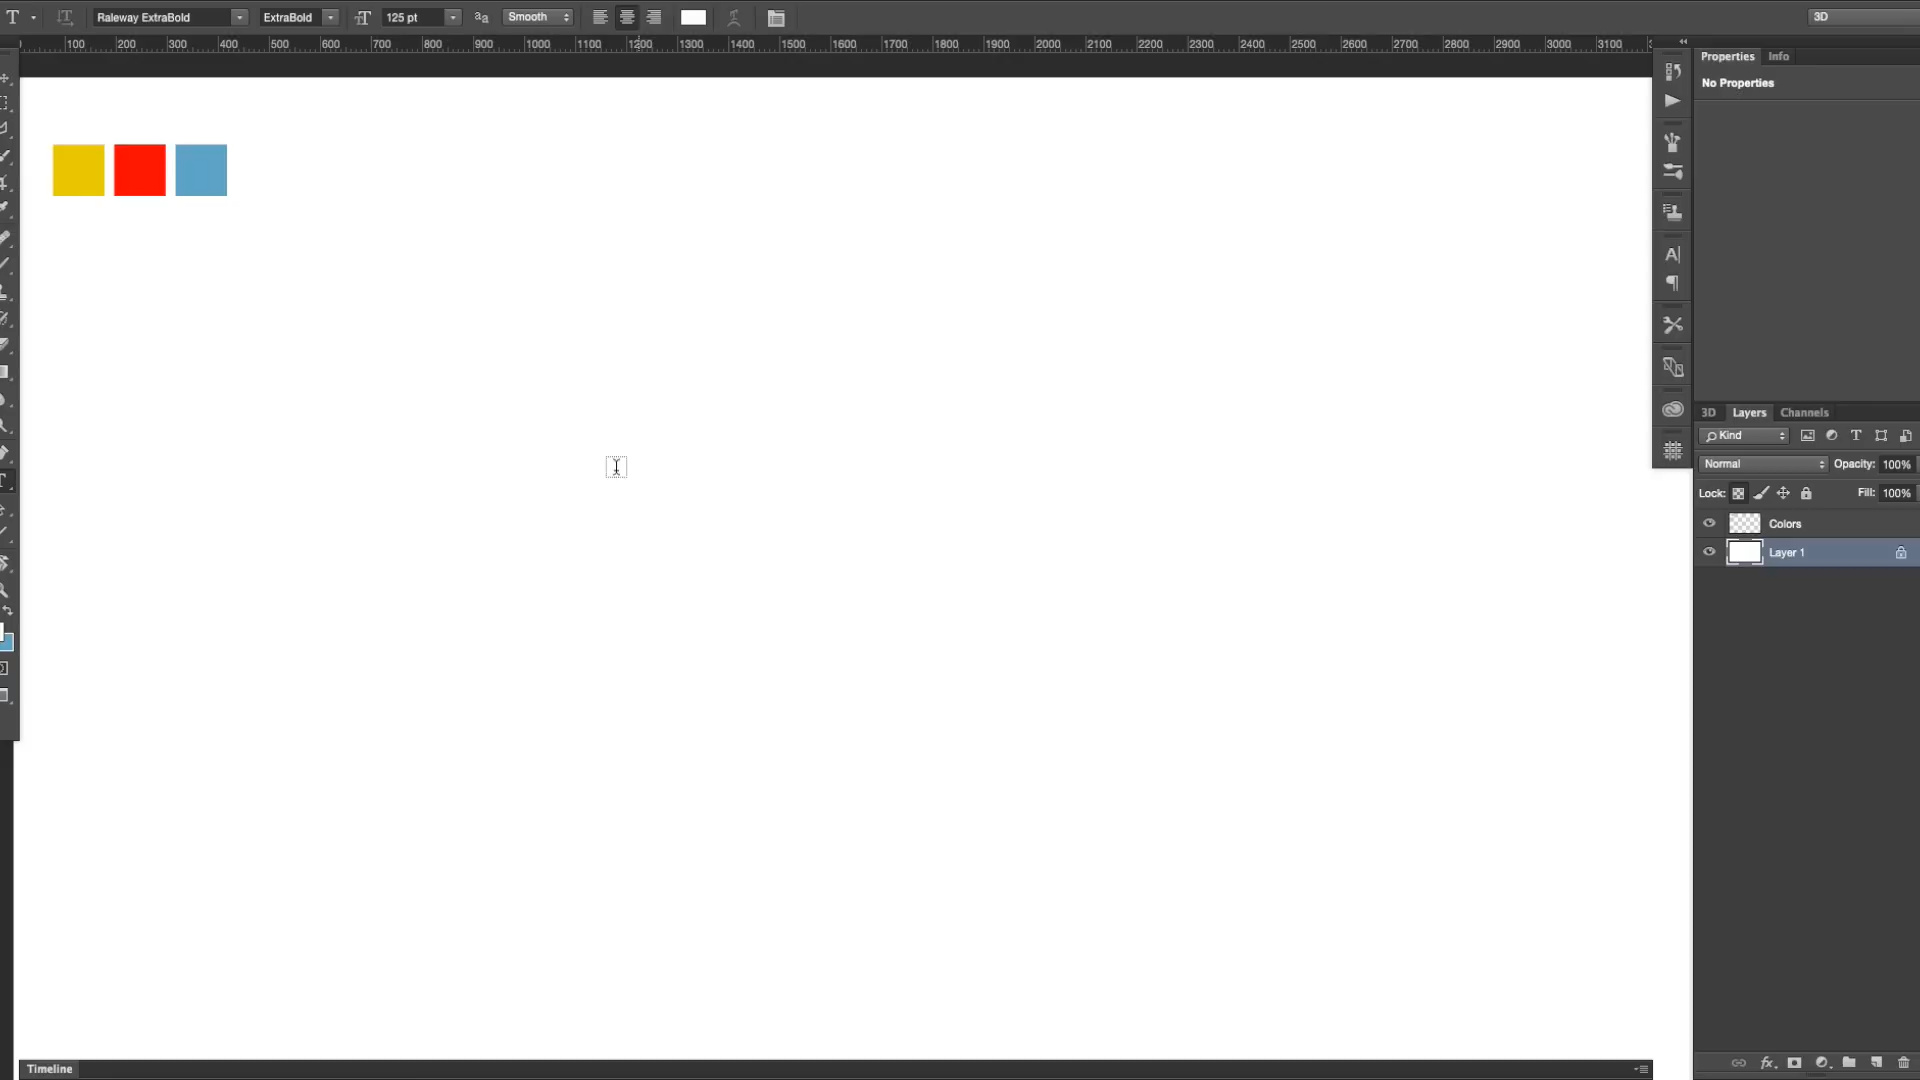 Raleway ExtraBold ExtraBold 125 pt Smooth 3D
100 200 300 400 500 600 700 800 900 1000 1100 1200 1300 1400 1500 1600 1700 1800 1900 2000 2100 2200 2300 2400 2500 2600 2700 2800 2900 3000 3100
Properties Info
No Properties
3D Layers Channels
Kind
Normal Opacity: 100%
Lock: Fill: 100%
Colors
Layer 1
Timeline